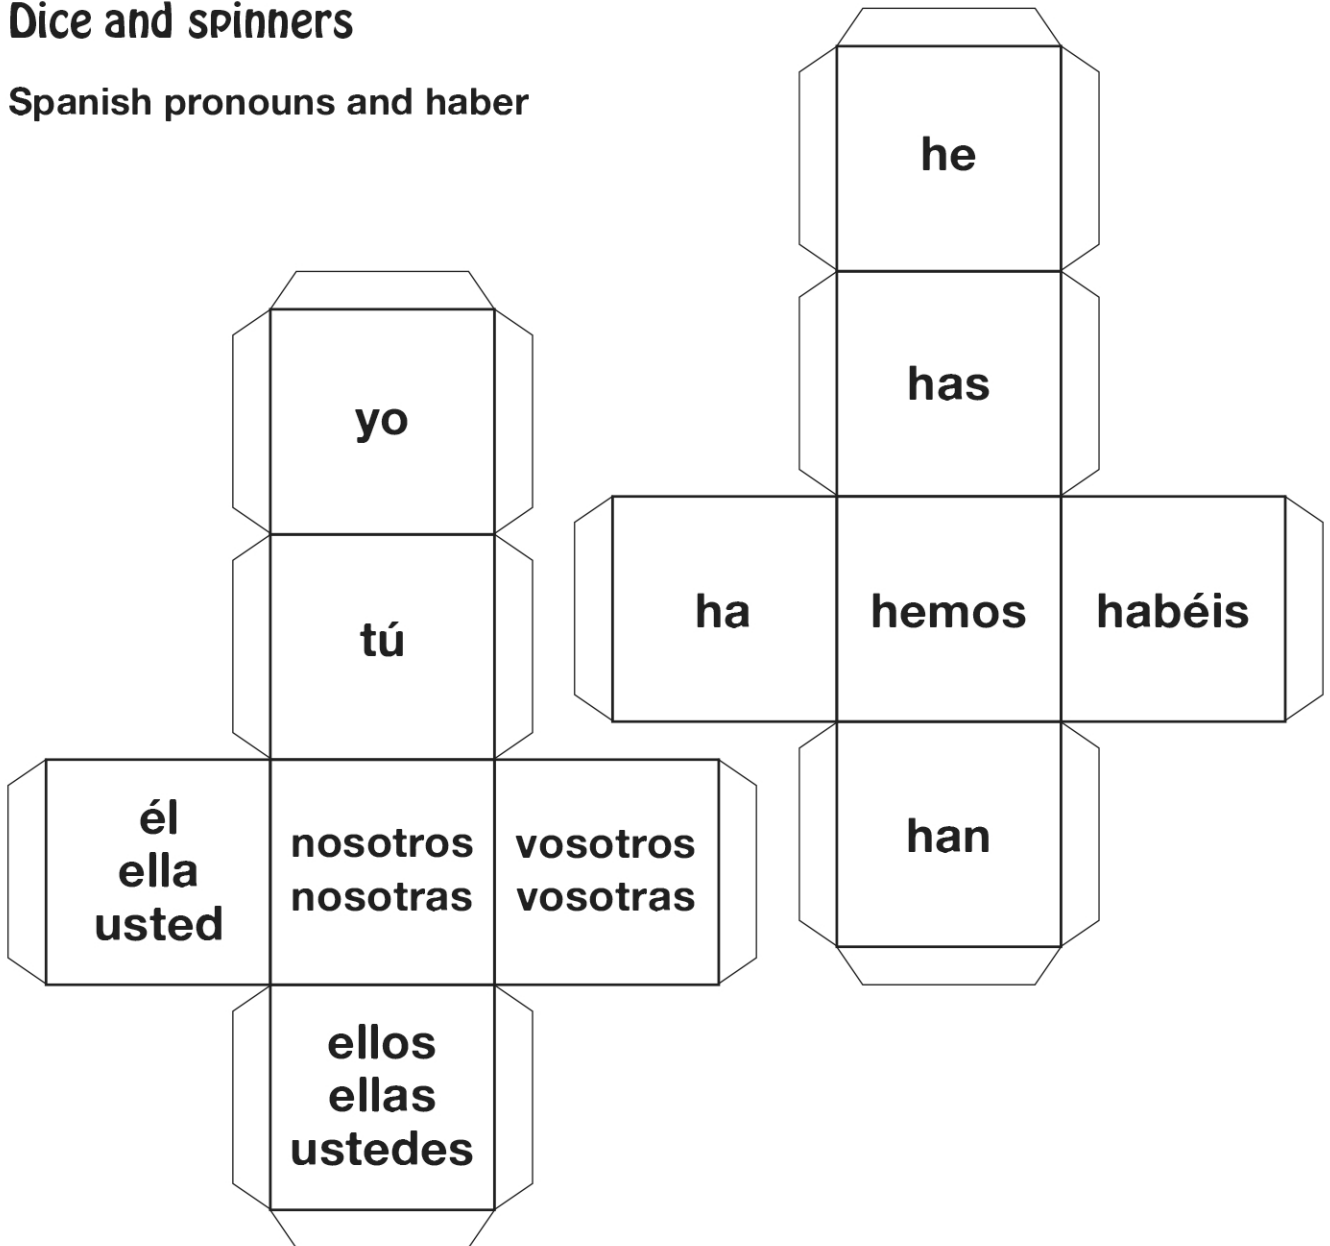 Dice and spinners
Spanish pronouns and haber
yo
tú
él
ella
usted
nosotros
nosotras
vosotros
vosotras
ellos
ellas
ustedes
he
has
ha
hemos
habéis
han